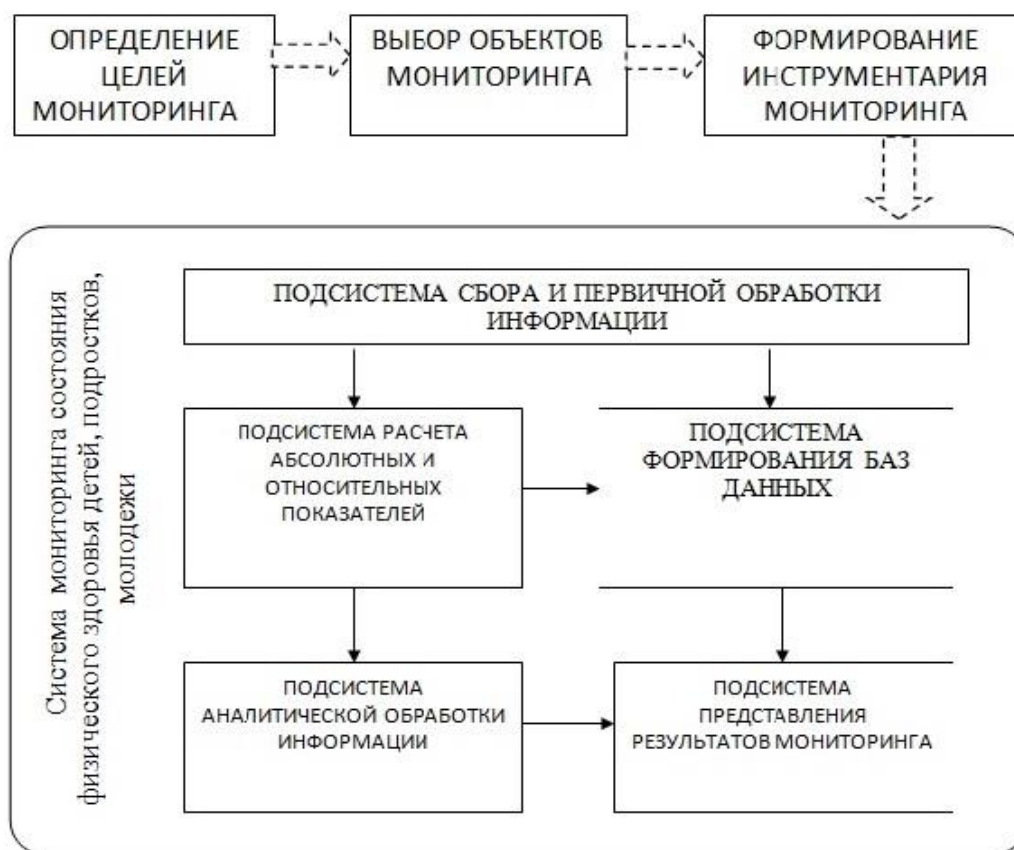 ОПРЕДЕЛЕНИЕ
ЦЕЛЕЙ
МОНИТОРИНГА
ВЫБОР ОБЪЕКТОВ
МОНИТОРИНГА
ФОРМИРОВАНИЕ
ИНСТРУМЕНТАРИЯ
МОНИТОРИНГА
Система мониторинга состояния
физического здоровья детей, подростков,
молодежи
ПОДСИСТЕМА СБОРА И ПЕРВИЧНОЙ ОБРАБОТКИ
ИНФОРМАЦИИ
ПОДСИСТЕМА РАСЧЕТА
АБСОЛЮТНЫХ И
ОТНОСИТЕЛЬНЫХ
ПОКАЗАТЕЛЕЙ
ПОДСИСТЕМА
ФОРМИРОВАНИЯ БАЗ
ДАННЫХ
ПОДСИСТЕМА
АНАЛИТИЧЕСКОЙ ОБРАБОТКИ
ИНФОРМАЦИИ
ПОДСИСТЕМА
ПРЕДСТАВЛЕНИЯ
РЕЗУЛЬТАТОВ МОНИТОРИНГА